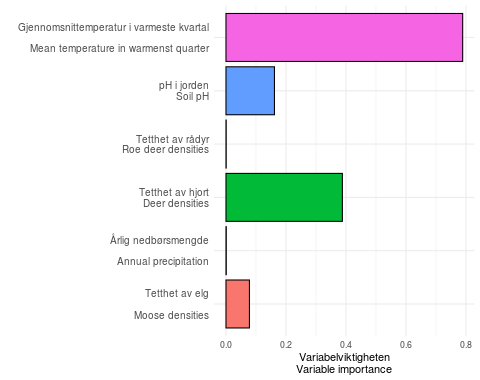 Gjennomsnittemperatur i varmeste kvartal
Mean temperature in warmenst quarter
pH i jorden
Soil pH
Tetthet av rådyr
Roe deer densities
Tetthet av hjort
Deer densities
Årlig nedbørsmengde
Annual precipitation
Tetthet av elg
Moose densities
0.0 0.2 0.4 0.6 0.8
Variabelviktigheten
Variable importance